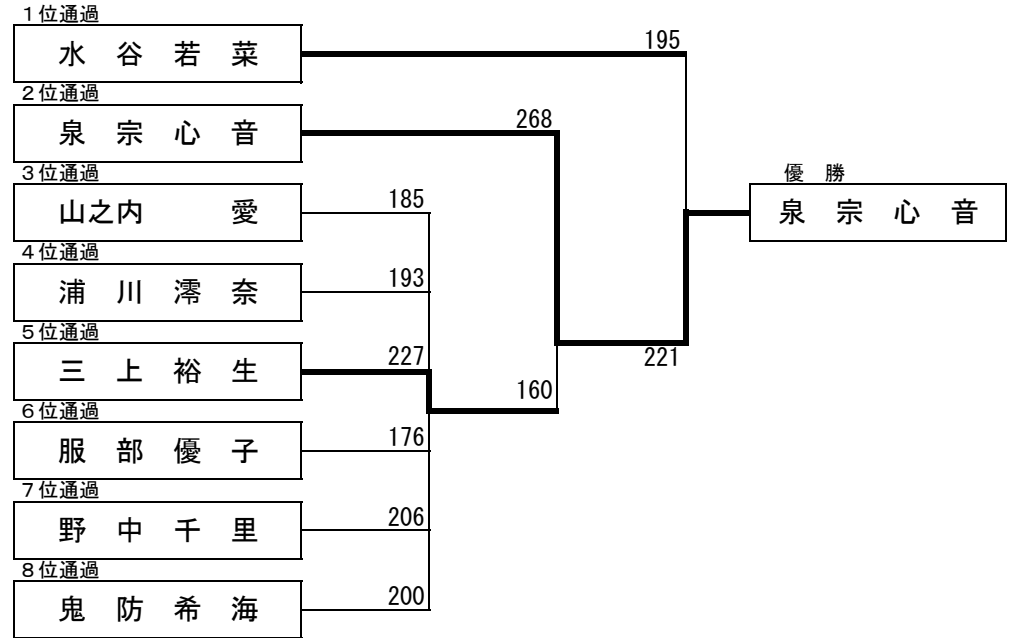 1位通過
水谷若菜
195
2位通過
泉宗心音
268
3位通過
山之内 愛
185
優勝
泉宗心音
4位通過
浦川澪奈
193
5位通過
三上裕生
227
221
160
6位通過
服部優子
176
7位通過
野中千里
206
8位通過
鬼防希海
200